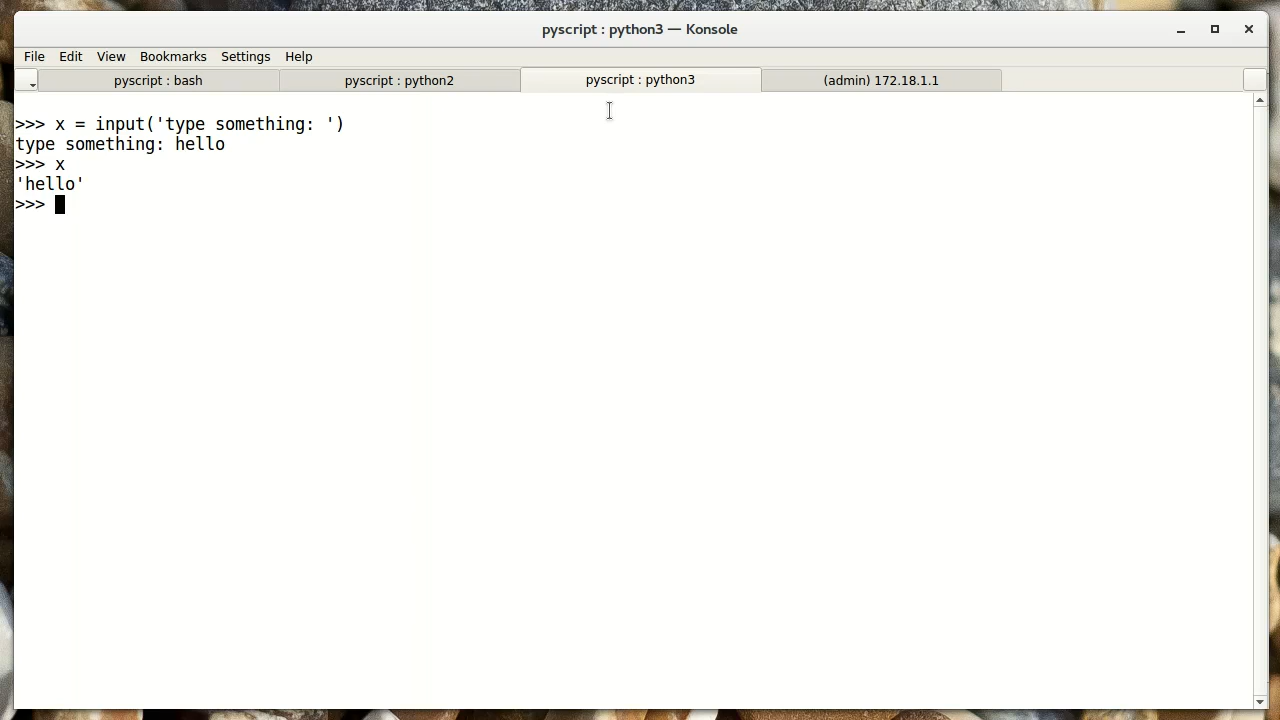 pyscript : python3 — Konsole
File Edit View Bookmarks Settings Help
pyscript : bash pyscript : python2 pyscript : python3 (admin) 172.18.1.1
>>> x = input('type something: ')
type something: hello
>>> x
'hello'
>>>